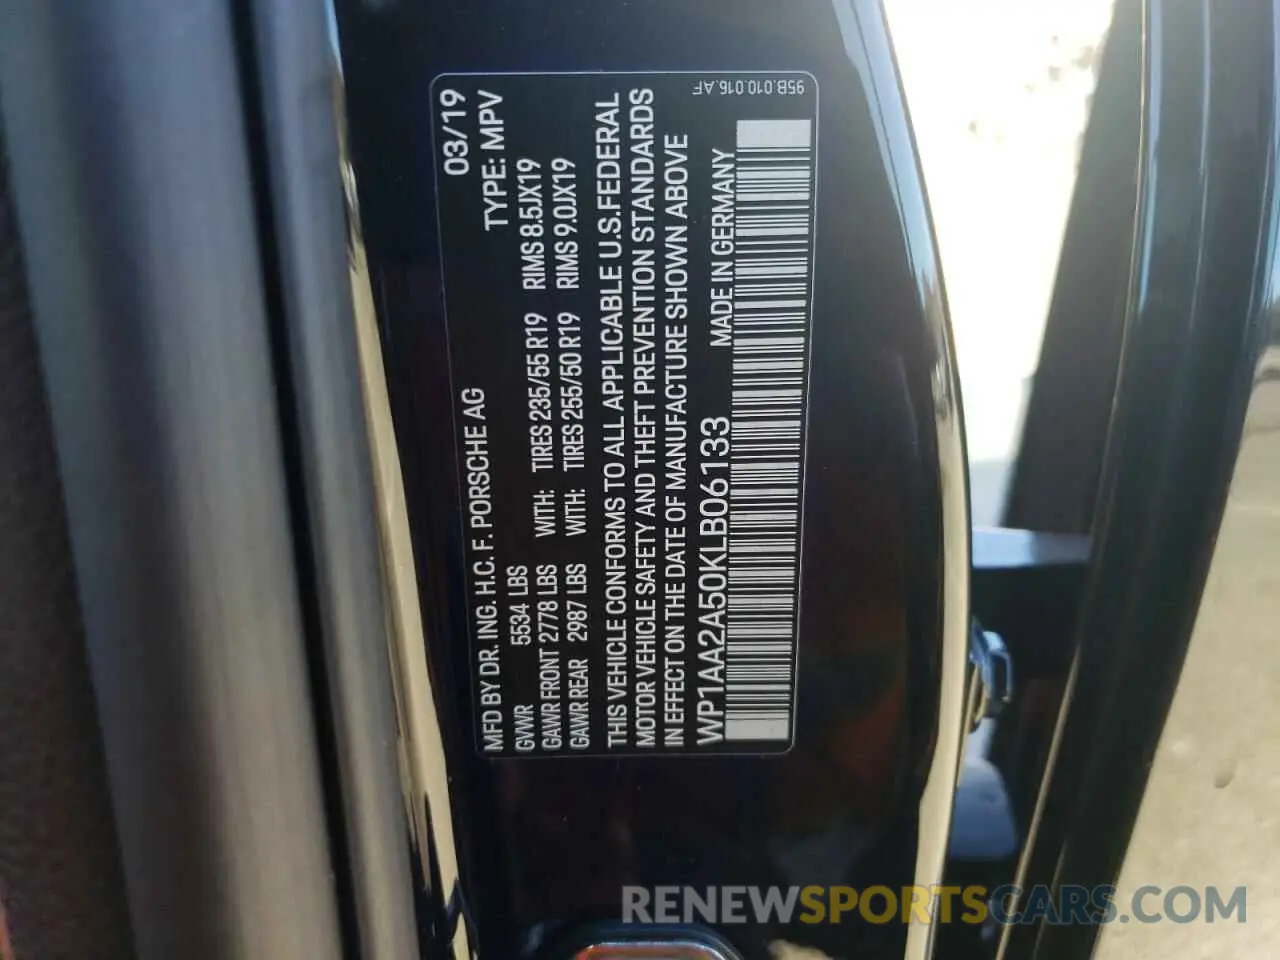 03/19
MFD BY DR. ING. H.C. F. PORSCHE AG TYPE: MPV
GVWR 5534 LBS WITH: TIRES 235/55 R19 RIMS 8.5JX19
GAWR FRONT 2778 LBS WITH: TIRES 255/50 R19 RIMS 9.0JX19
GAWR REAR 2987 LBS
THIS VEHICLE CONFORMS TO ALL APPLICABLE U.S.FEDERAL
MOTOR VEHICLE SAFETY AND THEFT PREVENTION STANDARDS
IN EFFECT ON THE DATE OF MANUFACTURE SHOWN ABOVE
WP1AA2A50KLB06133 MADE IN GERMANY
95B.010.016.AF
RENEWSPORTSCARS.COM